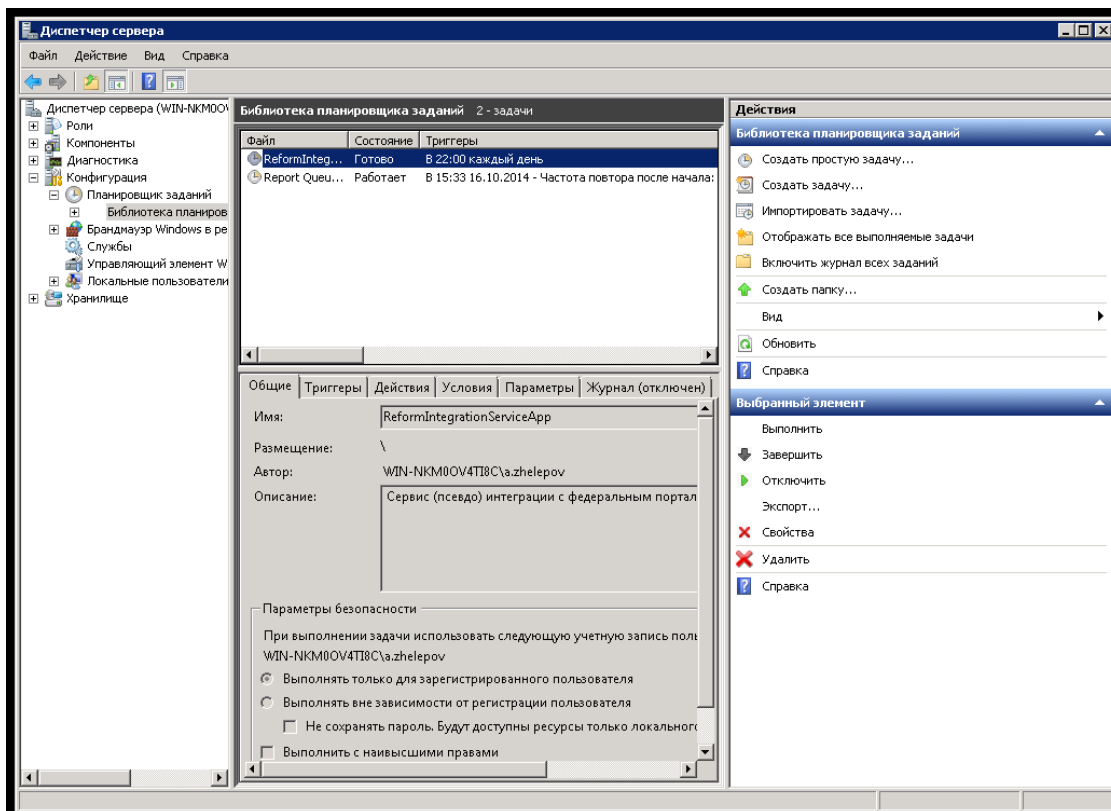 Диспетчер сервера
Файл Действие Вид Справка
Диспетчер сервера (WIN-NKM0OV
Роли
Компоненты
Диагностика
Конфигурация
Планировщик заданий
Библиотека планиров
Брандмауэр Windows в ре
Службы
Управляющий элемент W
Локальные пользователи
Хранилище
Библиотека планировщика заданий 2 - задачи
Файл Состояние Триггеры
ReformInteg... Готово В 22:00 каждый день
Report Queu... Работает В 15:33 16.10.2014 - Частота повтора после начала:
Общие Триггеры Действия Условия Параметры Журнал (отключен)
Имя: ReformIntegrationServiceApp
Размещение: \
Автор: WIN-NKM0OV4TI8C\a.zhelepov
Описание: Сервис (псевдо) интеграции с федеральным портал
Параметры безопасности
При выполнении задачи использовать следующую учетную запись поль
WIN-NKM0OV4TI8C\a.zhelepov
Выполнять только для зарегистрированного пользователя
Выполнять вне зависимости от регистрации пользователя
Не сохранять пароль. Будут доступны ресурсы только локального
Выполнить с наивысшими правами
Действия
Библиотека планировщика заданий
Создать простую задачу...
Создать задачу...
Импортировать задачу...
Отображать все выполняемые задачи
Включить журнал всех заданий
Создать папку...
Вид
Обновить
Справка
Выбранный элемент
Выполнить
Завершить
Отключить
Экспорт...
Свойства
Удалить
Справка